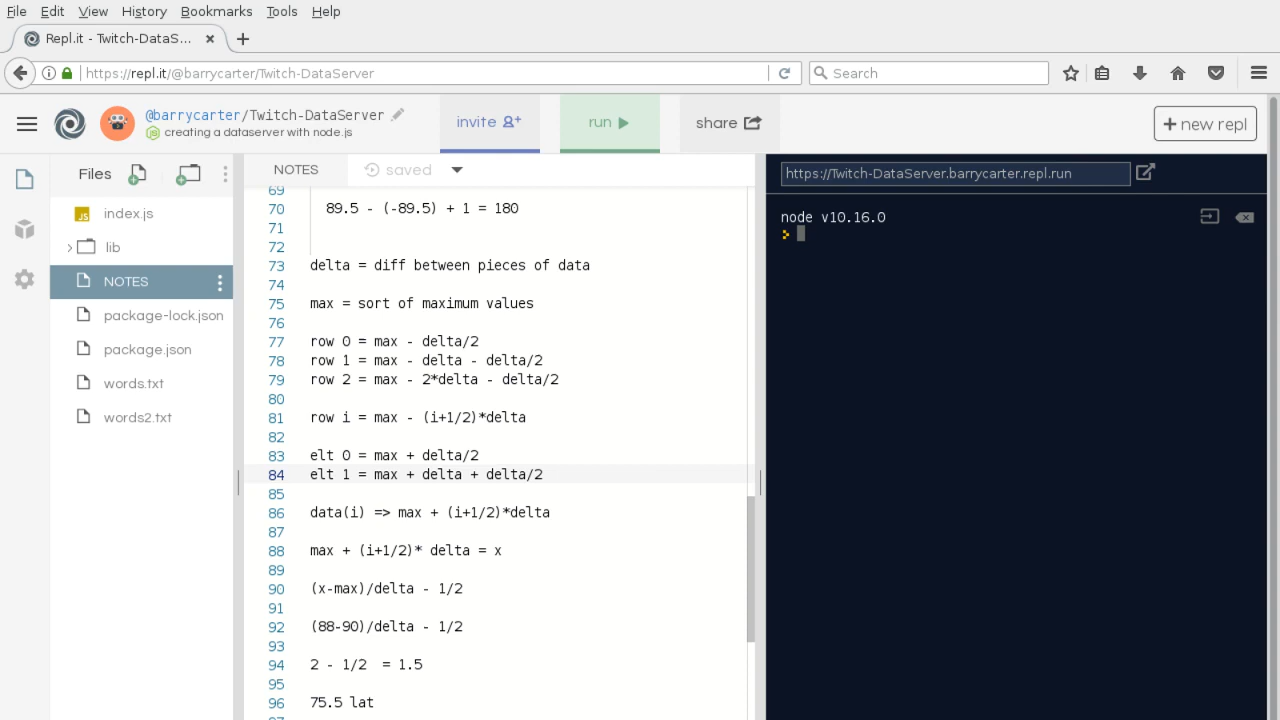 File Edit View History Bookmarks Tools Help
Repl.it - Twitch-DataS... × +
https://repl.it/@barrycarter/Twitch-DataServer
Search
@barrycarter/Twitch-DataServer
creating a dataserver with node.js
invite
run
share
+ new repl
Files
index.js
lib
NOTES
package-lock.json
package.json
words.txt
words2.txt
NOTES
saved
69
70 89.5 - (-89.5) + 1 = 180
71
72
73 delta = diff between pieces of data
74
75 max = sort of maximum values
76
77 row 0 = max - delta/2
78 row 1 = max - delta - delta/2
79 row 2 = max - 2*delta - delta/2
80
81 row i = max - (i+1/2)*delta
82
83 elt 0 = max + delta/2
84 elt 1 = max + delta + delta/2
85
86 data(i) => max + (i+1/2)*delta
87
88 max + (i+1/2)* delta = x
89
90 (x-max)/delta - 1/2
91
92 (88-90)/delta - 1/2
93
94 2 - 1/2  = 1.5
95
96 75.5 lat
97
https://Twitch-DataServer.barrycarter.repl.run
node v10.16.0